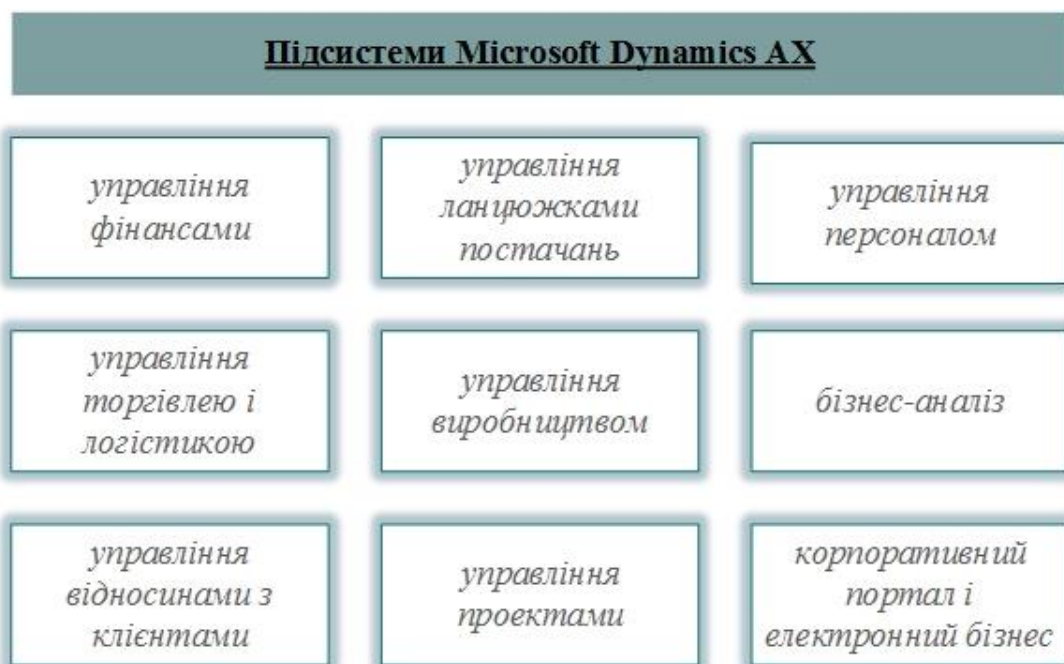 Підсистеми Microsoft Dynamics AX
управління
фінансами
управління
ланцюжками
постачань
управління
персоналом
управління
торгівлею і
логістикою
управління
виробництвом
бізнес-аналіз
управління
відносинами з
клієнтами
управління
проектами
корпоративний
портал і
електронний бізнес